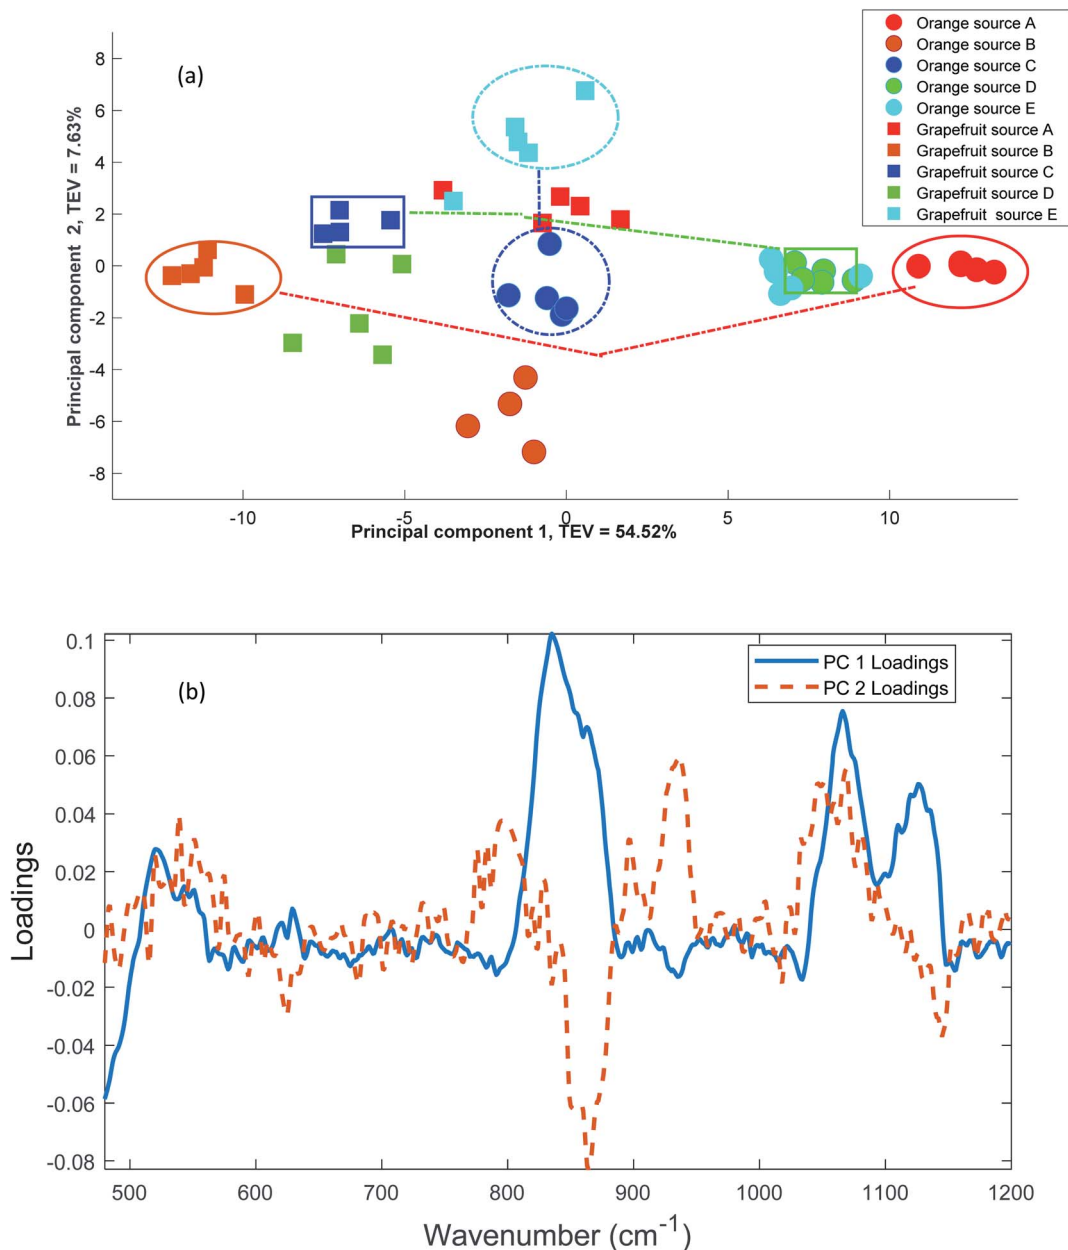 (a)
Orange source A
Orange source B
Orange source C
Orange source D
Orange source E
Grapefruit source A
Grapefruit source B
Grapefruit source C
Grapefruit source D
Grapefruit  source E
Principal component  2, TEV = 7.63%
8
6
4
2
0
-2
-4
-6
-8
-10
-5
0
5
10
Principal component 1, TEV = 54.52%
(b)
PC 1 Loadings
PC 2 Loadings
Loadings
0.1
0.08
0.06
0.04
0.02
0
-0.02
-0.04
-0.06
-0.08
500
600
700
800
900
1000
1100
1200
Wavenumber (cm⁻¹)